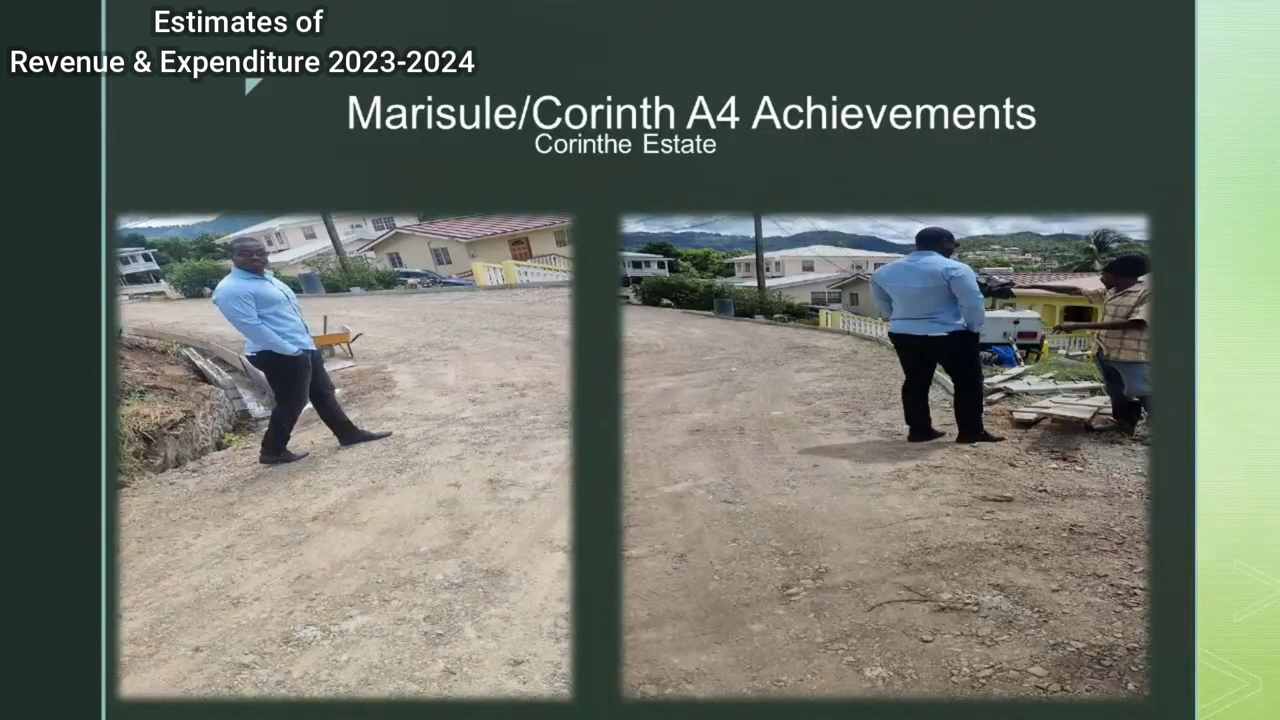 Estimates of
Revenue & Expenditure 2023-2024
Marisule/Corinth A4 Achievements
Corinthe Estate